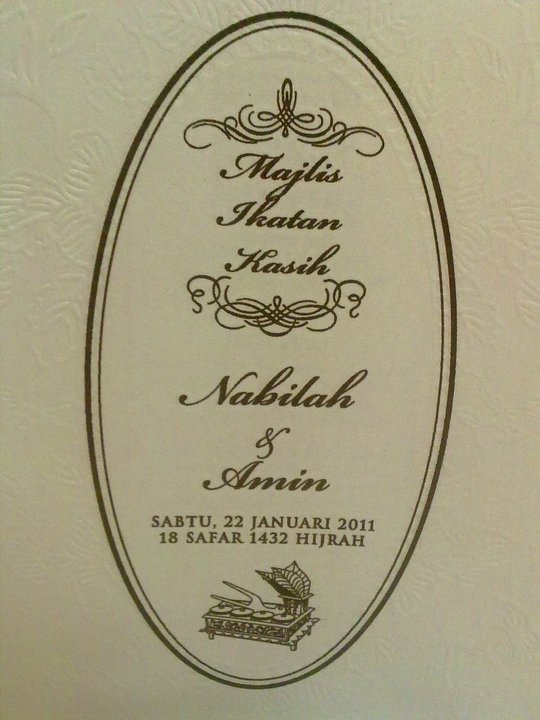 Majlis
Ikatan
Kasih
Nabilah
&
Amin
SABTU, 22 JANUARI 2011
18 SAFAR 1432 HIJRAH